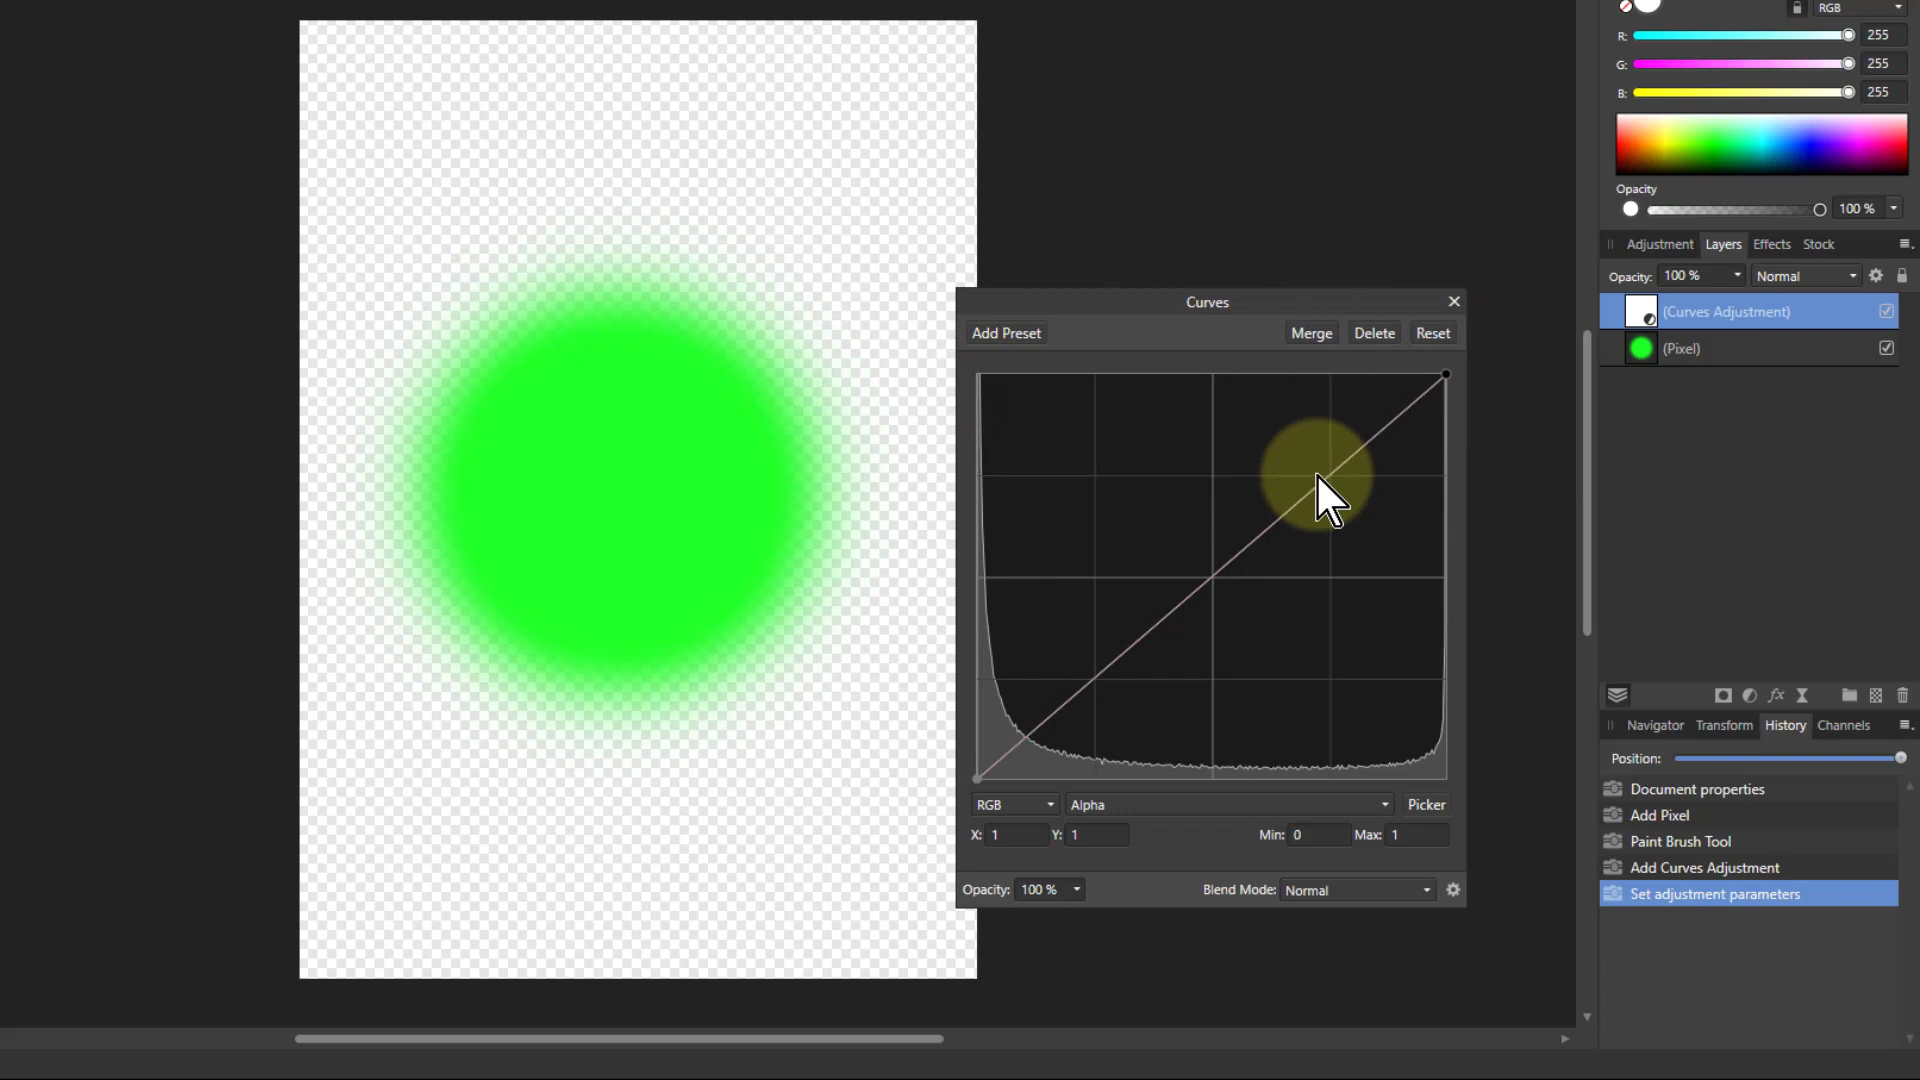 RGB
R: 255
G: 255
B: 255
Opacity
100 %
Adjustment Layers Effects Stock
Opacity: 100 % Normal
(Curves Adjustment)
(Pixel)
Curves
Add Preset Merge Delete Reset
RGB Alpha Picker
X: 1 Y: 1 Min: 0 Max: 1
Opacity: 100 % Blend Mode: Normal
fx
Navigator Transform History Channels
Position:
Document properties
Add Pixel
Paint Brush Tool
Add Curves Adjustment
Set adjustment parameters